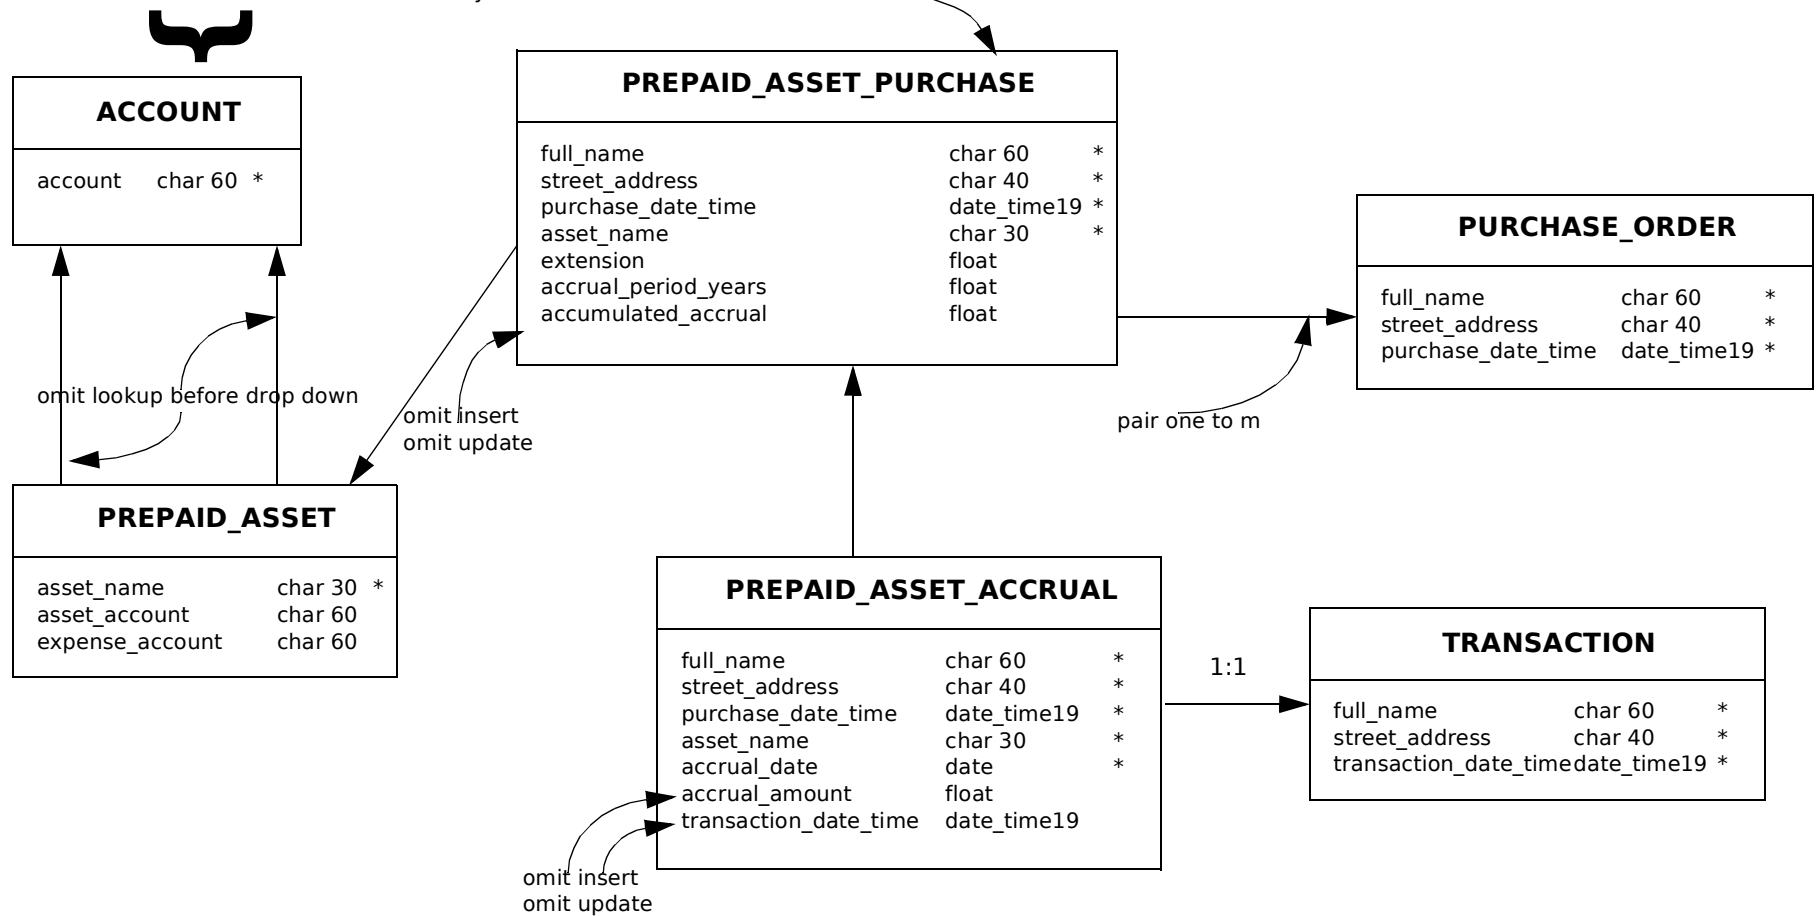 ACCOUNT
account char 60 *
PREPAID_ASSET_PURCHASE
full_name char 60 *
street_address char 40 *
purchase_date_time date_time19 *
asset_name char 30 *
extension float
accrual_period_years float
accumulated_accrual float
PURCHASE_ORDER
full_name char 60 *
street_address char 40 *
purchase_date_time date_time19 *
omit lookup before drop down
omit insert
omit update
pair one to m
PREPAID_ASSET
asset_name char 30 *
asset_account char 60
expense_account char 60
PREPAID_ASSET_ACCRUAL
full_name char 60 *
street_address char 40 *
purchase_date_time date_time19 *
asset_name char 30 *
accrual_date date *
accrual_amount float
transaction_date_time date_time19
omit insert
omit update
1:1
TRANSACTION
full_name char 60 *
street_address char 40 *
transaction_date_time date_time19 *